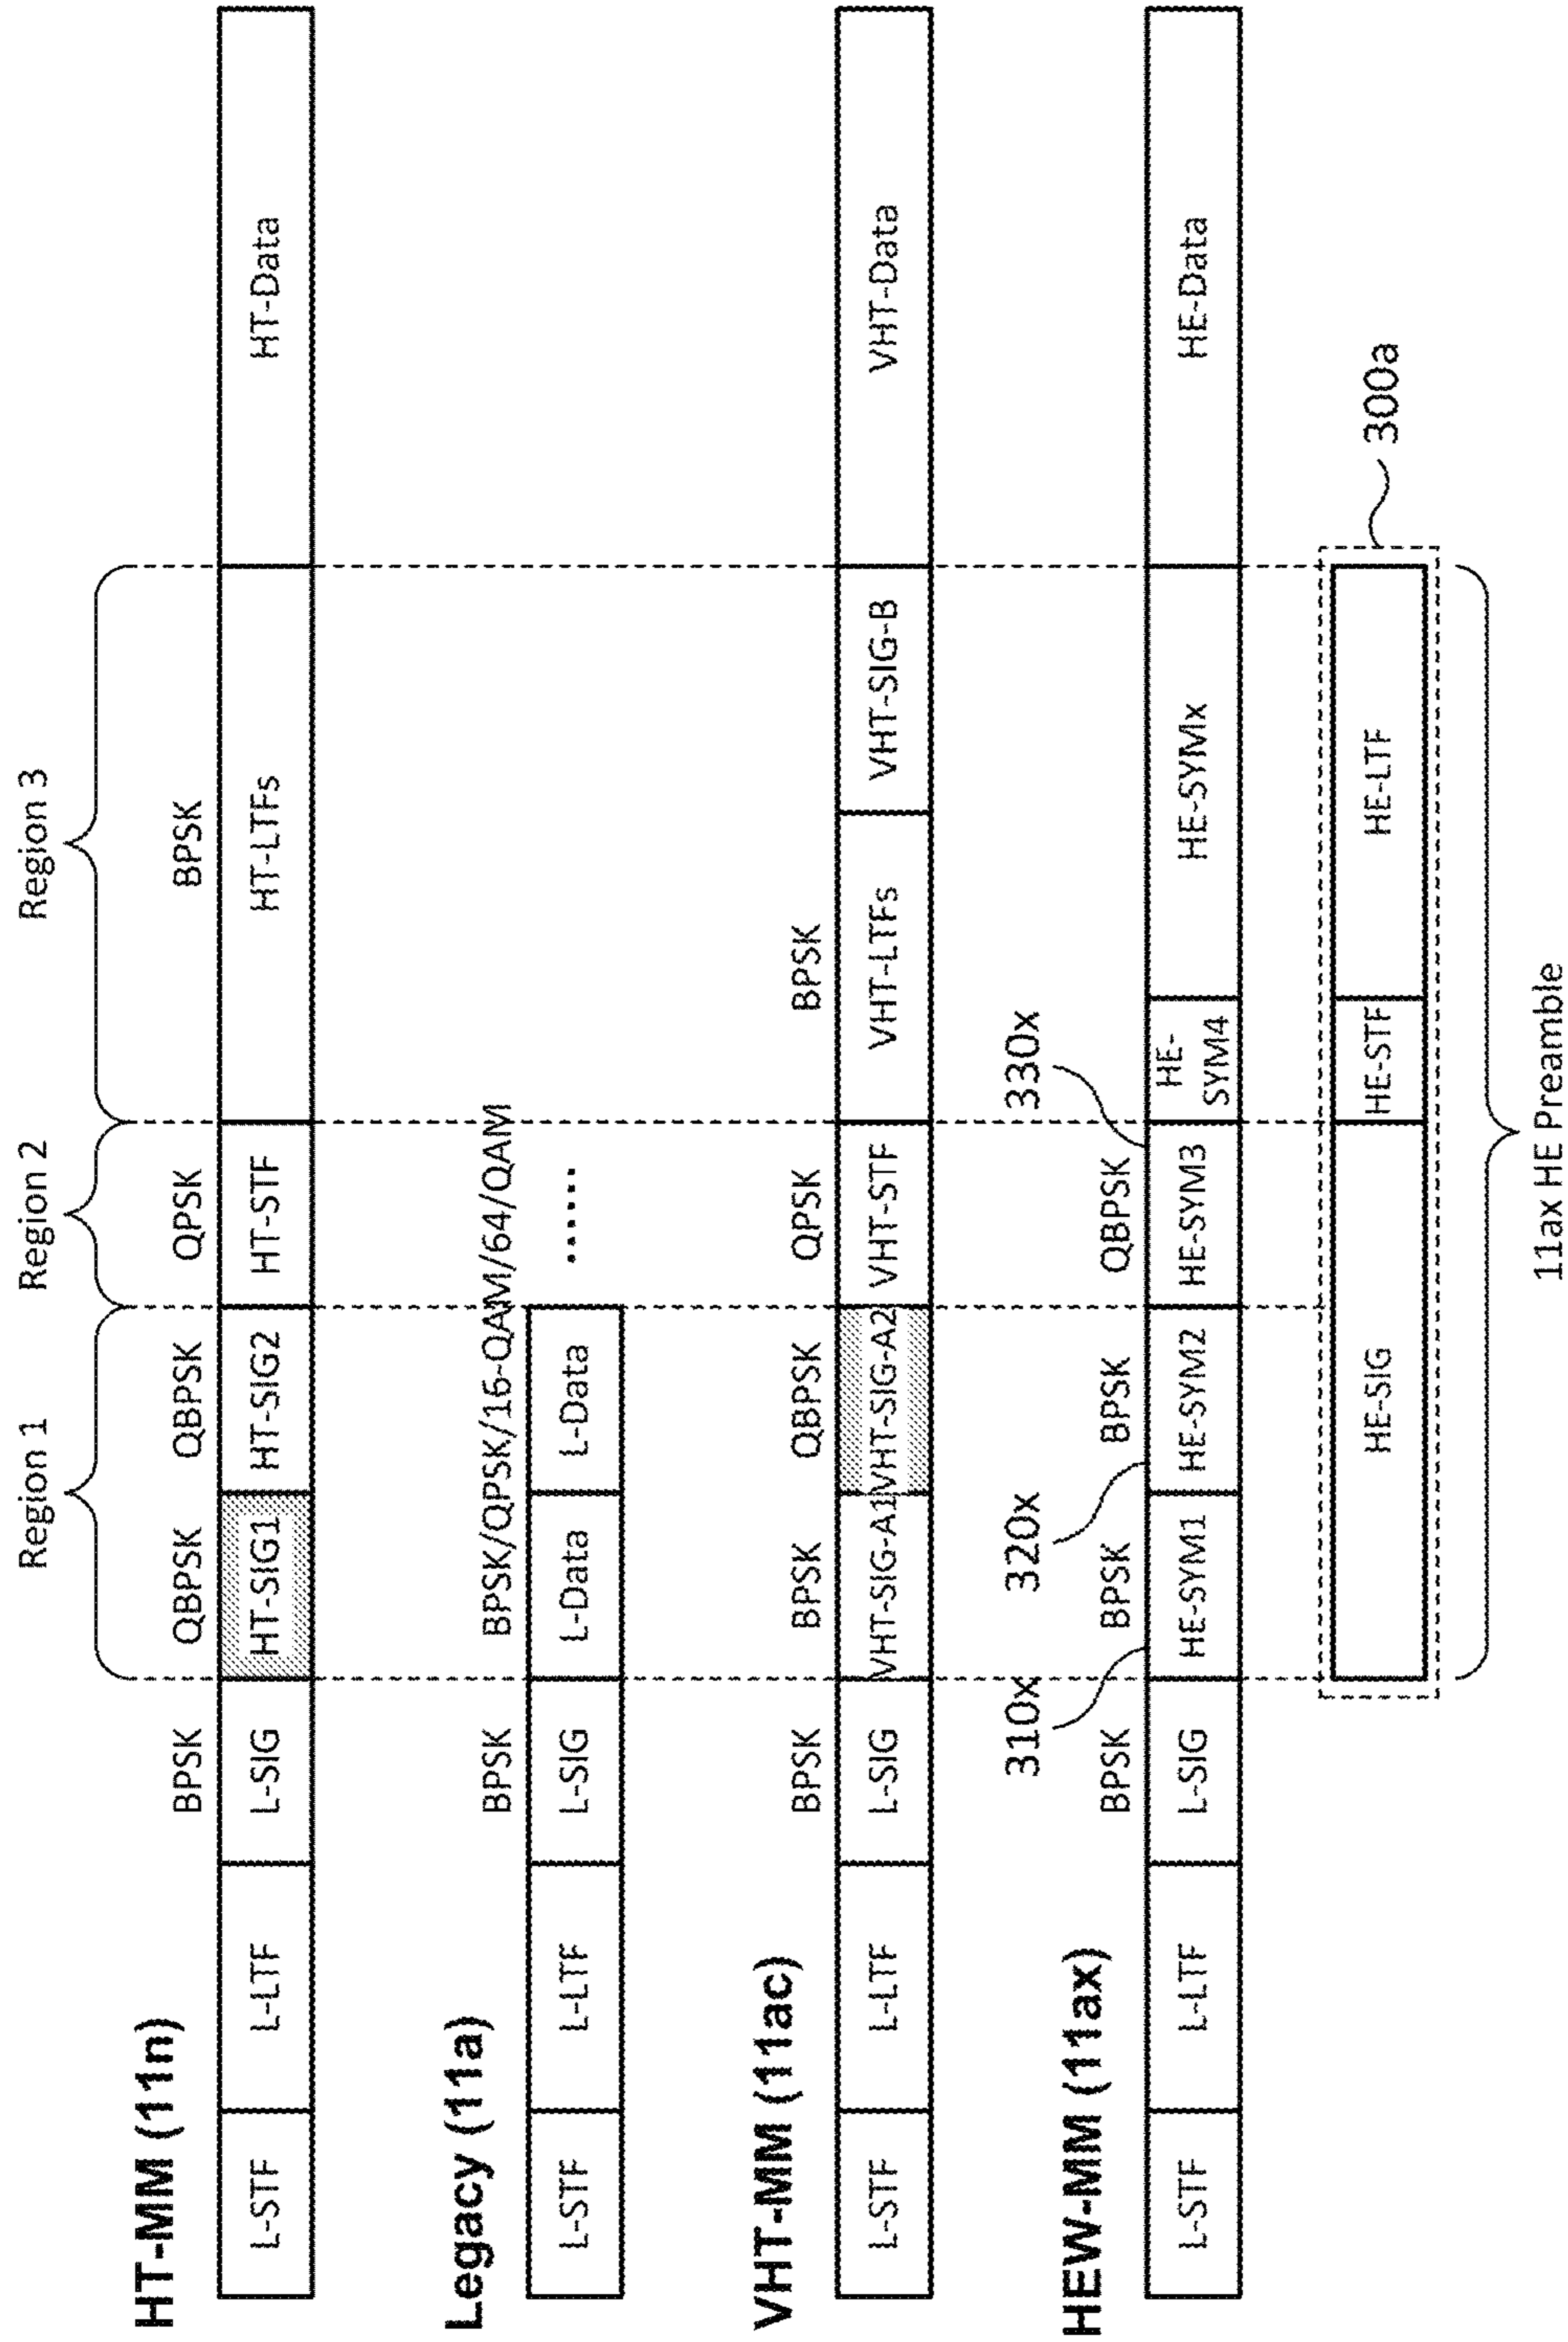 Region 1
Region 2
Region 3
HT-MM (11n)
BPSK
QBPSK
QBPSK
QPSK
BPSK
L-STF
L-LTF
L-SIG
HT-SIG1
HT-SIG2
HT-STF
HT-LTFs
HT-Data
Legacy (11a)
BPSK
BPSK/QPSK/16-QAM/64/QAM
L-STF
L-LTF
L-SIG
L-Data
L-Data
......
VHT-MM (11ac)
BPSK
BPSK
QBPSK
QPSK
BPSK
L-STF
L-LTF
L-SIG
VHT-SIG-A1
VHT-SIG-A2
VHT-STF
VHT-LTFs
VHT-SIG-B
VHT-Data
310x
320x
330x
HEW-MM (11ax)
BPSK
BPSK
BPSK
QBPSK
L-STF
L-LTF
L-SIG
HE-SYM1
HE-SYM2
HE-SYM3
HE-
SYM4
HE-SYMx
HE-Data
HE-SIG
HE-STF
HE-LTF
300a
11ax HE Preamble